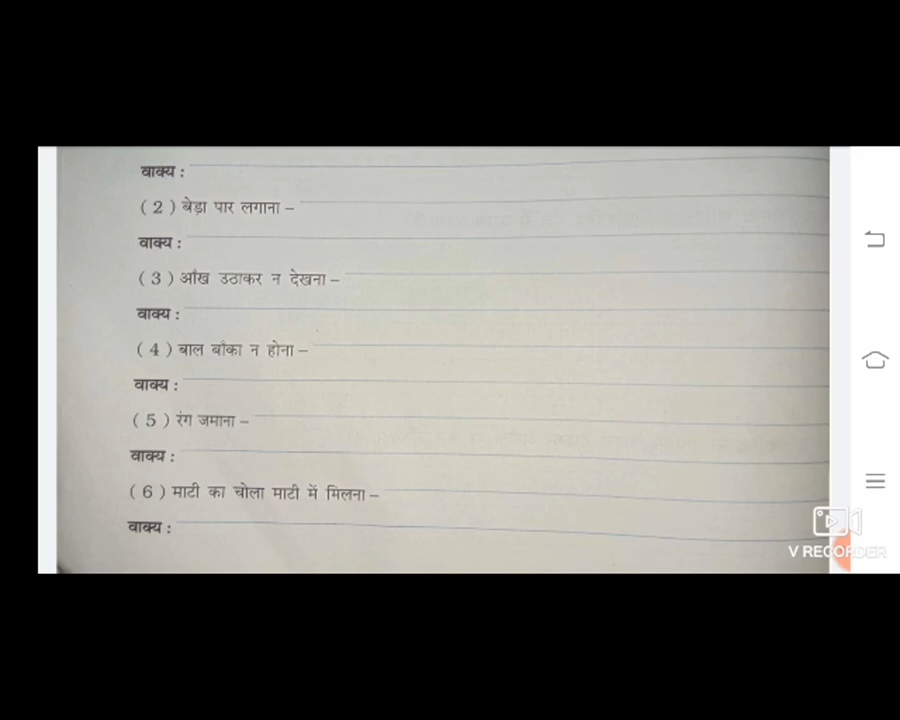 वाक्य :
( 2 ) बेड़ा पार लगाना –
वाक्य :
( 3 ) आँख उठाकर न देखना –
वाक्य :
( 4 ) बाल बाँका न होना –
वाक्य :
( 5 ) रंग जमाना –
वाक्य :
( 6 ) माटी का चोला माटी में मिलना –
वाक्य :
V RECORDER